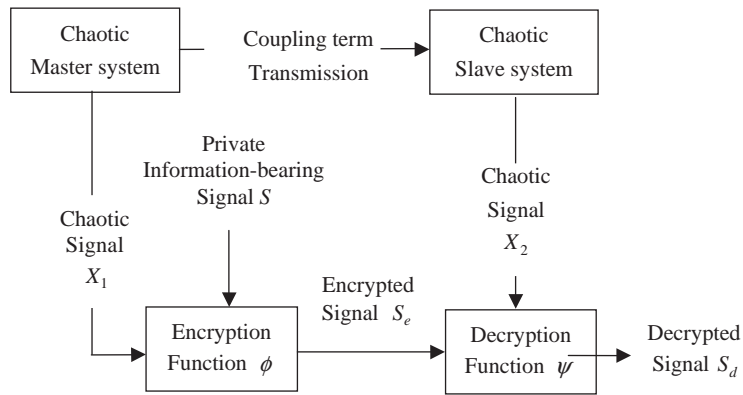 Chaotic
Master system
Coupling term
Transmission
Chaotic
Slave system
Private
Information-bearing
Signal S
Chaotic
Signal
X₁
Chaotic
Signal
X₂
Encrypted
Signal Sₑ
Encryption
Function ϕ
Decryption
Function ψ
Decrypted
Signal S_d